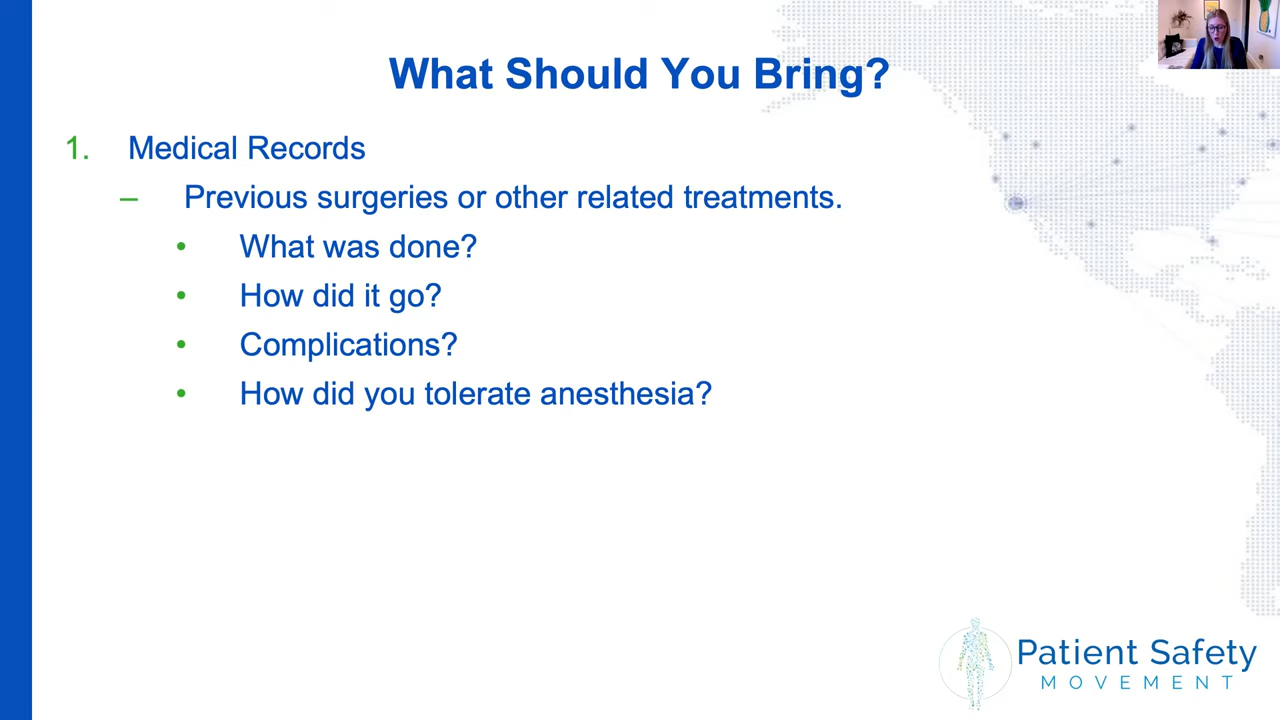 What Should You Bring?
1. Medical Records
– Previous surgeries or other related treatments.
• What was done?
• How did it go?
• Complications?
• How did you tolerate anesthesia?
Patient Safety
MOVEMENT